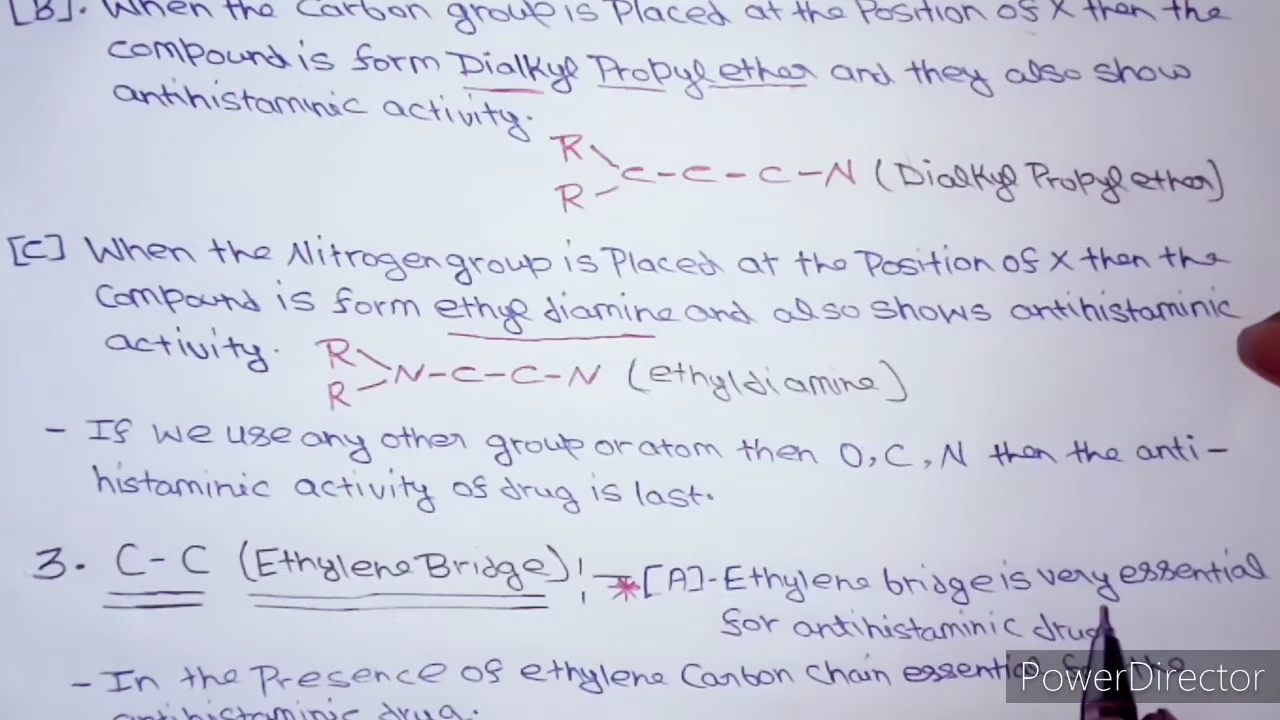 [B]. When the Carbon group is Placed at the Position of X then the
compound is form Dialkyl Propyl ether and they also show
antihistaminic activity.
R
C-C-C-N (Dialkyl Propyl ether)
R
[C] When the Nitrogen group is Placed at the Position of X then the
Compound is form ethyl diamine and also shows antihistaminic
activity.
R
N-C-C-N (ethyldiamine)
R
- If we use any other group or atom then O, C, N then the anti-
histaminic activity of drug is last.
3. C-C (Ethylene Bridge): → * [A]-Ethylene bridge is very essential
for antihistaminic drug
- In the Presence of ethylene Carbon Chain essential
antihistaminic drug.
PowerDirector